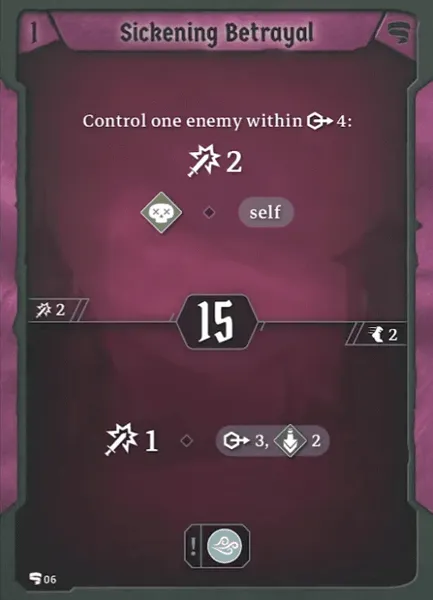 1 Sickening Betrayal
Control one enemy within 4:
2
self
2
15
2
1 3, 2
06